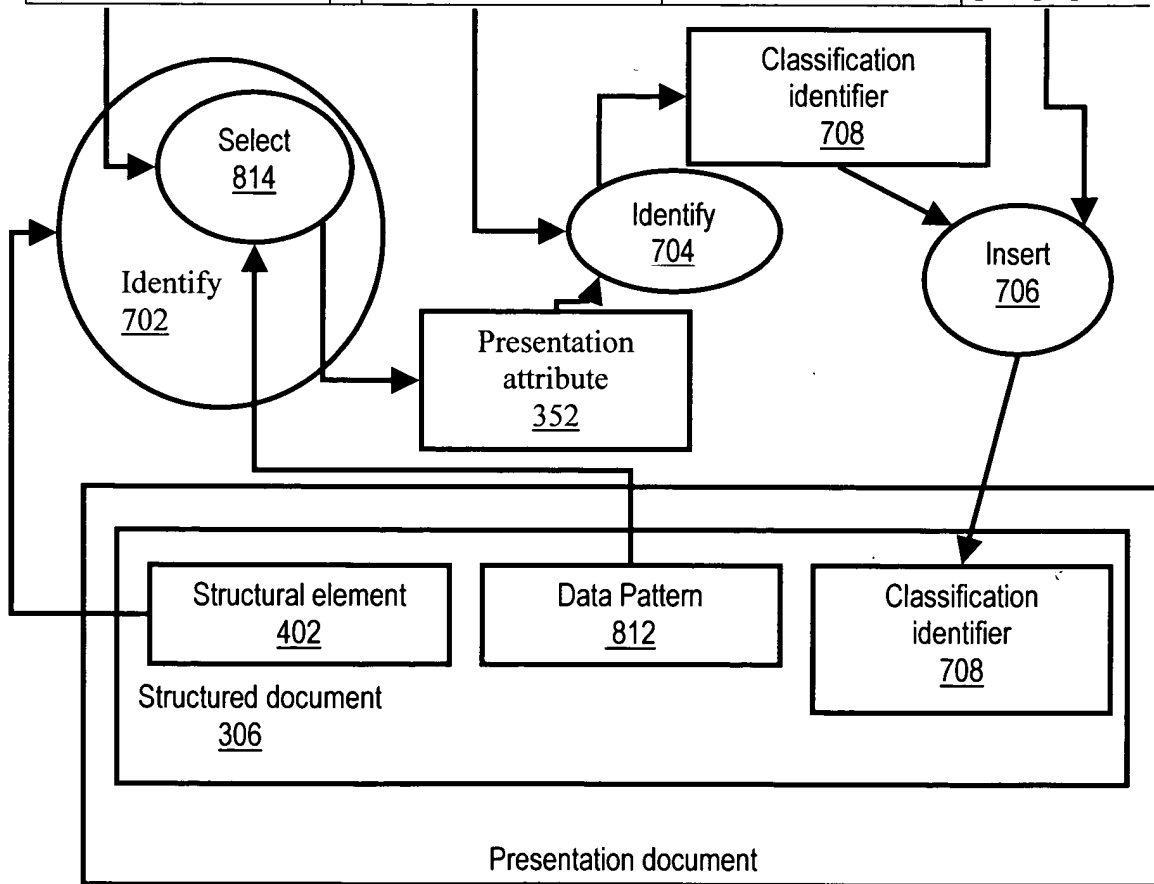 Classification
identifier
708
Select
814
Identify
704
Insert
706
Identify
702
Presentation
attribute
352
Structural element
402
Data Pattern
812
Classification
identifier
708
Structured document
306
Presentation document